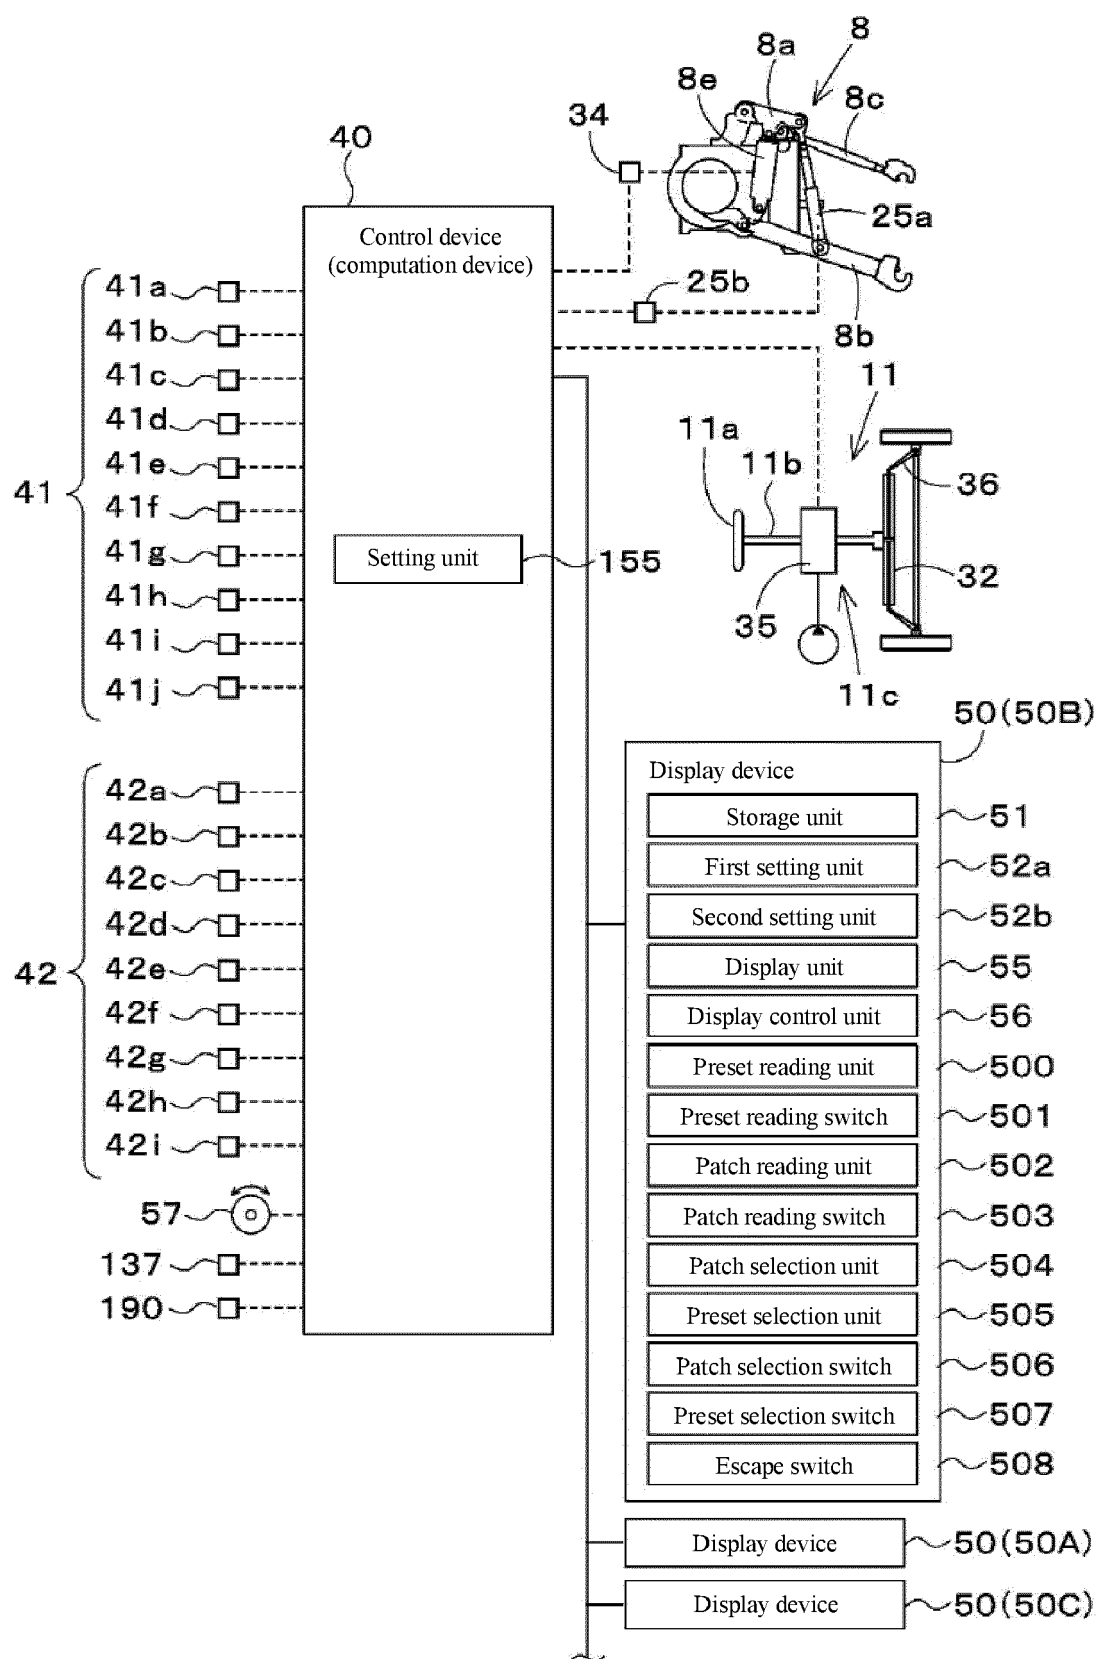 8
8a
8e
8c
34
40
25a
Control device
(computation device)
41a
25b
41b
8b
41c
11
41d
11a
11b
41e
36
41
41f
41g
Setting unit
155
32
41h
35
41i
41j
11c
50(50B)
Display device
42a
Storage unit
51
42b
First setting unit
52a
42c
Second setting unit
52b
42d
Display unit
55
42
42e
Display control unit
56
42f
Preset reading unit
500
42g
Preset reading switch
501
42h
42i
Patch reading unit
502
57
Patch reading switch
503
137
Patch selection unit
504
190
Preset selection unit
505
Patch selection switch
506
Preset selection switch
507
Escape switch
508
Display device
50(50A)
Display device
50(50C)